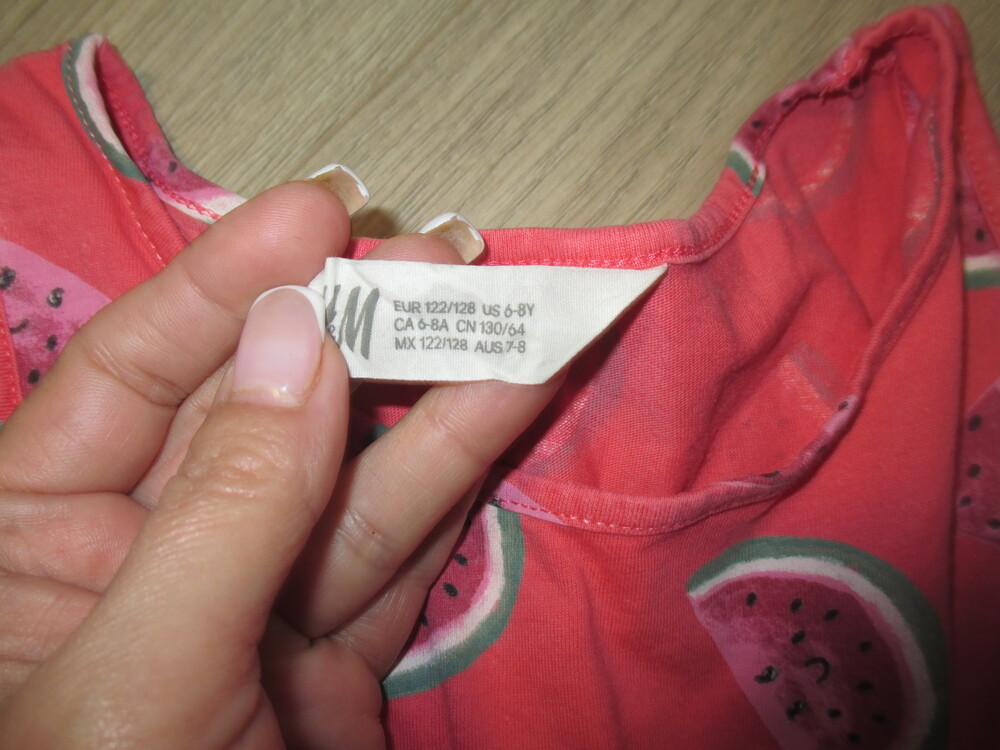 &M
EUR 122/128 US 6-8Y
CA 6-8A CN 130/64
MX 122/128 AUS 7-8